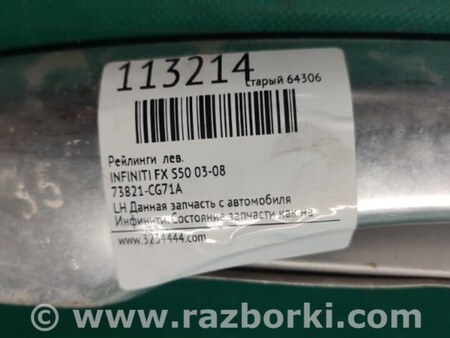 113214
старый 64306
Рейлинги лев.
INFINITI FX S50 03-08
73821-CG71A
LH Данная запчасть с автомобиля
Инфинити. Состояние запчасти как на
www.3234444.com
35
© www.razborki.com